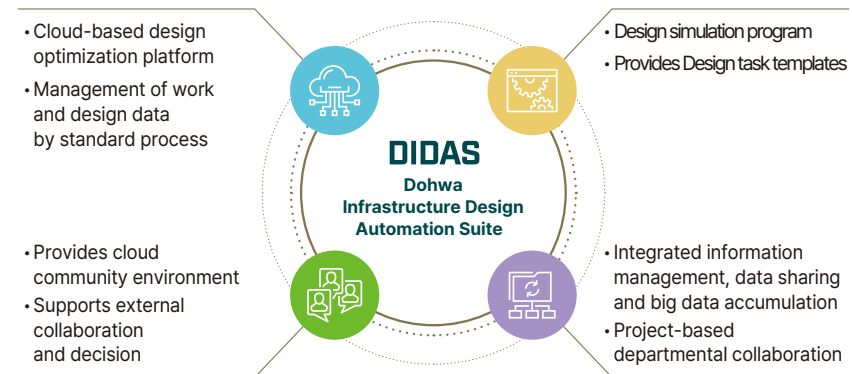 • Cloud-based design
optimization platform
• Management of work
and design data
by standard process
• Design simulation program
• Provides Design task templates
DIDAS
Dohwa
Infrastructure Design
Automation Suite
• Provides cloud
community environment
• Supports external
collaboration
and decision
• Integrated information
management, data sharing
and big data accumulation
• Project-based
departmental collaboration